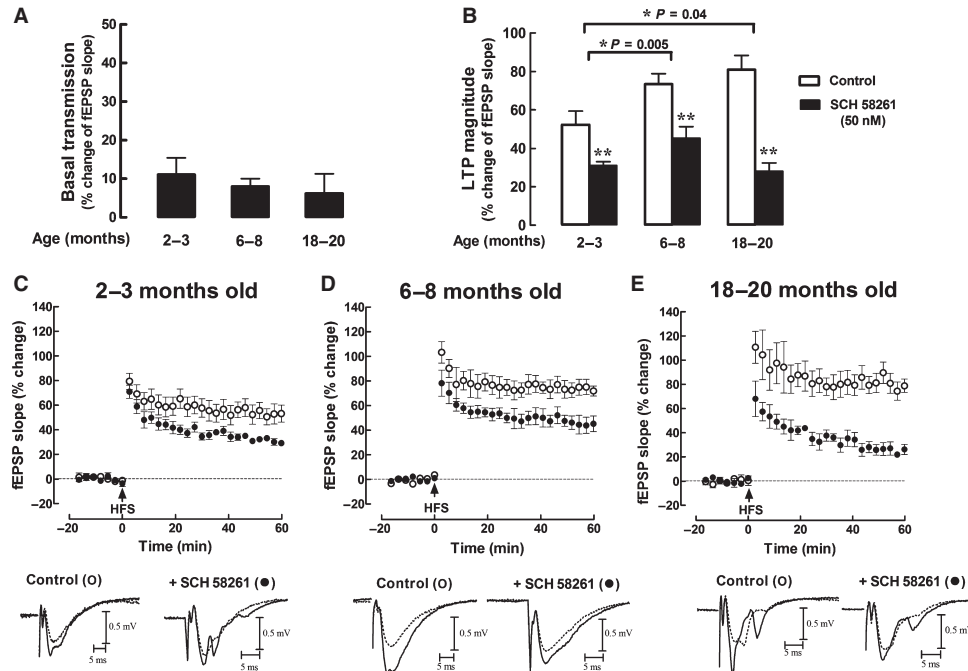 A
Basal transmission
(% change of fEPSP slope)
50
40
30
20
10
0
Age (months)
2–3
6–8
18–20
B
LTP magnitude
(% change of fEPSP slope)
100
80
60
40
20
0
* P = 0.04
* P = 0.005
**
**
**
Control
SCH 58261
(50 nM)
Age (months)
2–3
6–8
18–20
C
2–3 months old
fEPSP slope (% change)
140
120
100
80
60
40
20
0
−20
HFS
−20
0
20
40
60
Time (min)
Control (O)
+ SCH 58261 (●)
0.5 mV
5 ms
0.5 mV
5 ms
D
6–8 months old
fEPSP slope (% change)
140
120
100
80
60
40
20
0
−20
HFS
−20
0
20
40
60
Time (min)
Control (O)
+ SCH 58261 (●)
0.5 mV
5 ms
0.5 mV
5 ms
E
18–20 months old
fEPSP slope (% change)
140
120
100
80
60
40
20
0
−20
HFS
−20
0
20
40
60
Time (min)
Control (O)
+ SCH 58261 (●)
0.5 mV
5 ms
0.5 mV
5 ms